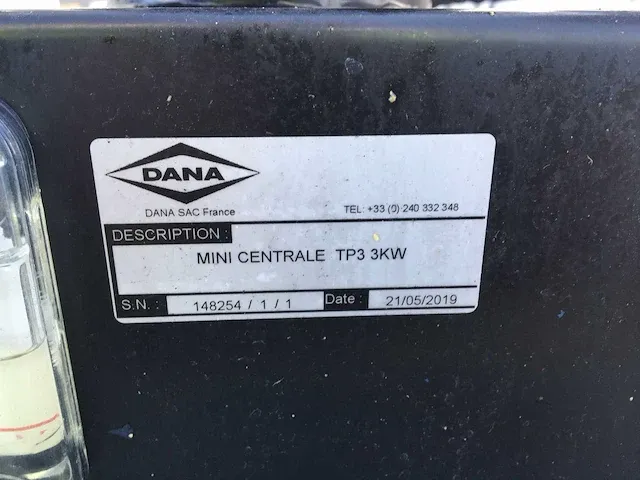 DANA
DANA SAC France
TEL: +33 (0) 240 332 348
DESCRIPTION :
MINI CENTRALE TP3 3KW
S.N. : 148254 / 1 / 1 Date : 21/05/2019